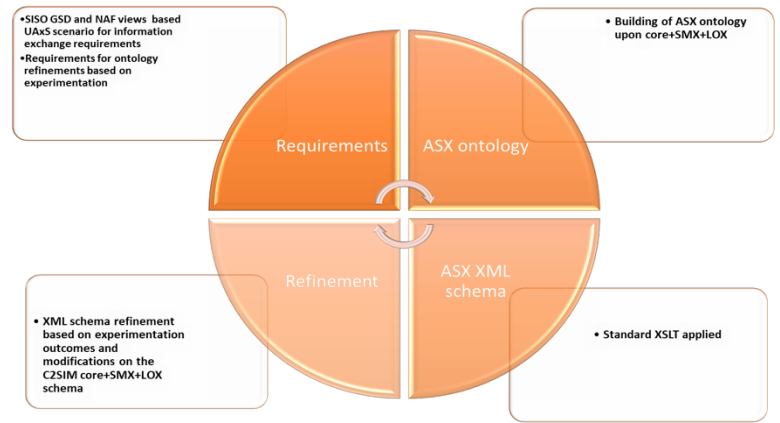 •SISO GSD and NAF views based
UAxS scenario for information
exchange requirements
•Requirements for ontology
refinements based on
experimentation
• Building of ASX ontology
upon core+SMX+LOX
Requirements
ASX ontology
Refinement
ASX XML
schema
• XML schema refinement
based on experimentation
outcomes and
modifications on the
C2SIM core+SMX+LOX
schema
• Standard XSLT applied